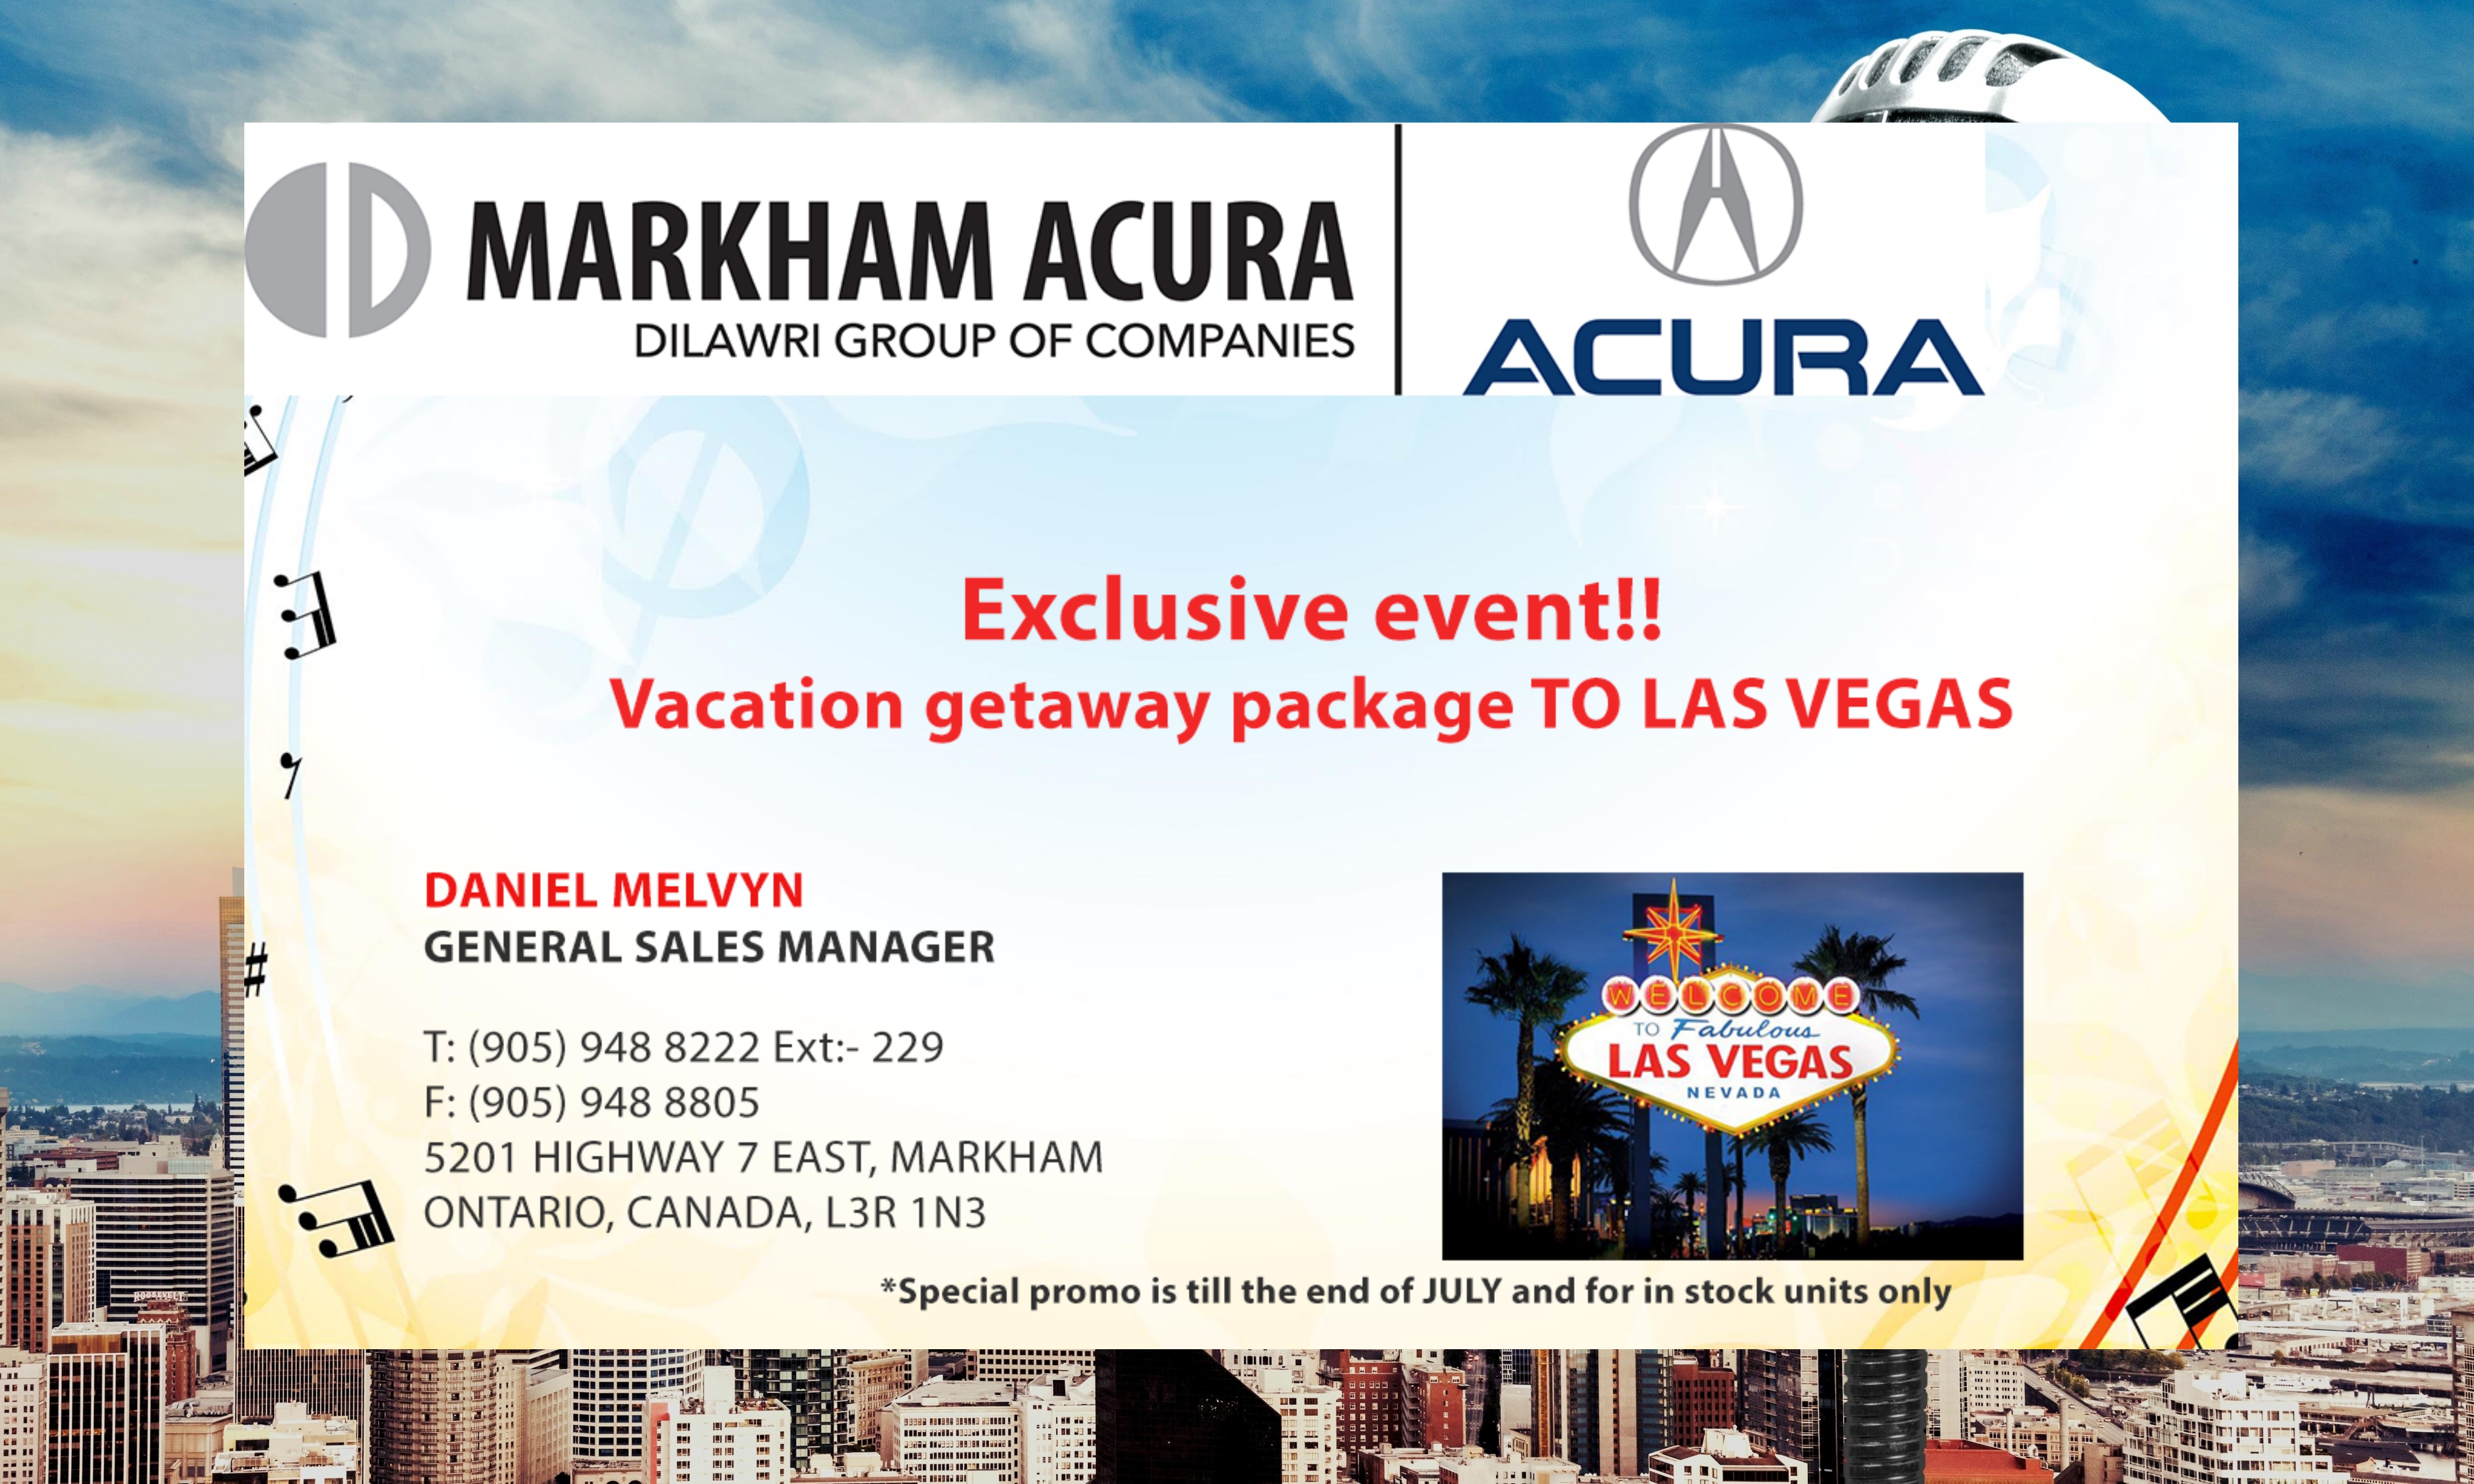 MARKHAM ACURA
DILAWRI GROUP OF COMPANIES
ACURA
Exclusive event!!
Vacation getaway package TO LAS VEGAS
DANIEL MELVYN
GENERAL SALES MANAGER
T: (905) 948 8222 Ext:- 229
F: (905) 948 8805
5201 HIGHWAY 7 EAST, MARKHAM
ONTARIO, CANADA, L3R 1N3
WELCOME
TO Fabulous
LAS VEGAS
NEVADA
*Special promo is till the end of JULY and for in stock units only
ROOSEVELT